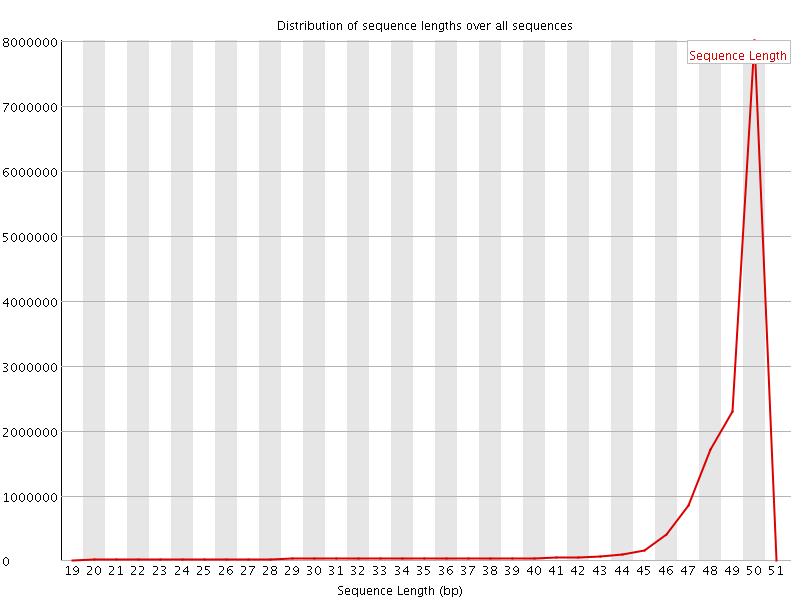 Distribution of sequence lengths over all sequences
8000000
Sequence Length
7000000
6000000
5000000
4000000
3000000
2000000
1000000
0
19 20 21 22 23 24 25 26 27 28 29 30 31 32 33 34 35 36 37 38 39 40 41 42 43 44 45 46 47 48 49 50 51
Sequence Length (bp)